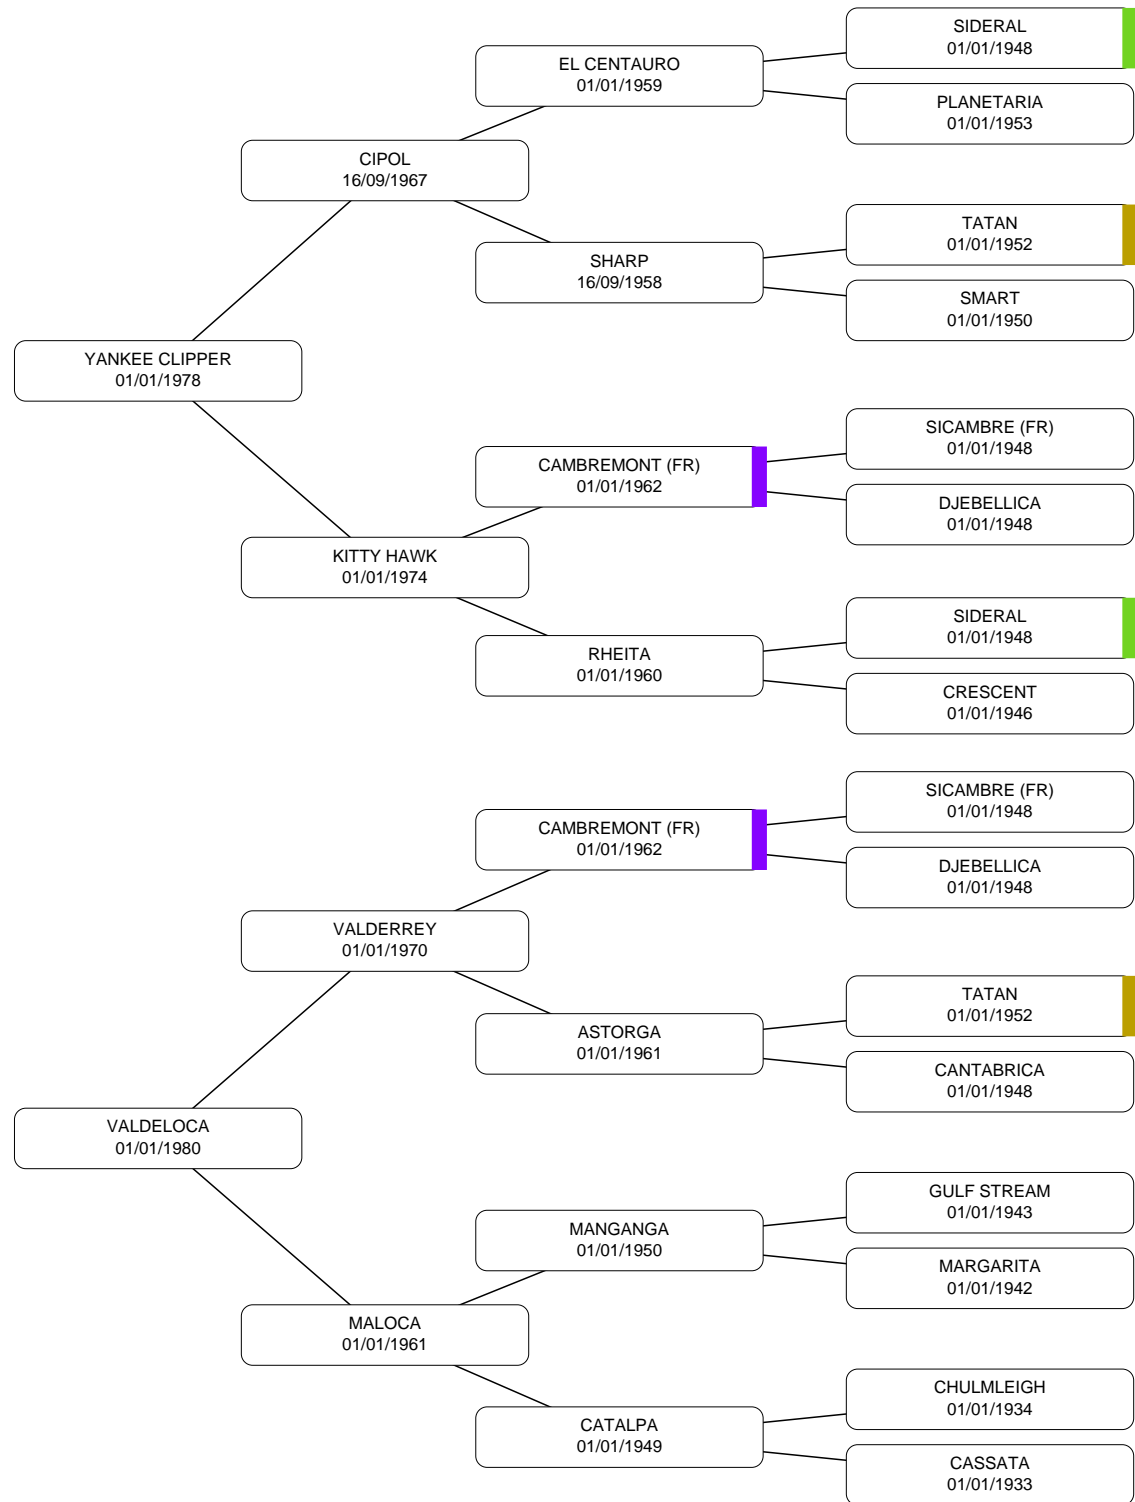 SIDERAL
01/01/1948
EL CENTAURO
01/01/1959
PLANETARIA
01/01/1953
CIPOL
16/09/1967
TATAN
01/01/1952
SHARP
16/09/1958
SMART
01/01/1950
YANKEE CLIPPER
01/01/1978
SICAMBRE (FR)
01/01/1948
CAMBREMONT (FR)
01/01/1962
DJEBELLICA
01/01/1948
KITTY HAWK
01/01/1974
SIDERAL
01/01/1948
RHEITA
01/01/1960
CRESCENT
01/01/1946
SICAMBRE (FR)
01/01/1948
CAMBREMONT (FR)
01/01/1962
DJEBELLICA
01/01/1948
VALDERREY
01/01/1970
TATAN
01/01/1952
ASTORGA
01/01/1961
CANTABRICA
01/01/1948
VALDELOCA
01/01/1980
GULF STREAM
01/01/1943
MANGANGA
01/01/1950
MARGARITA
01/01/1942
MALOCA
01/01/1961
CHULMLEIGH
01/01/1934
CATALPA
01/01/1949
CASSATA
01/01/1933